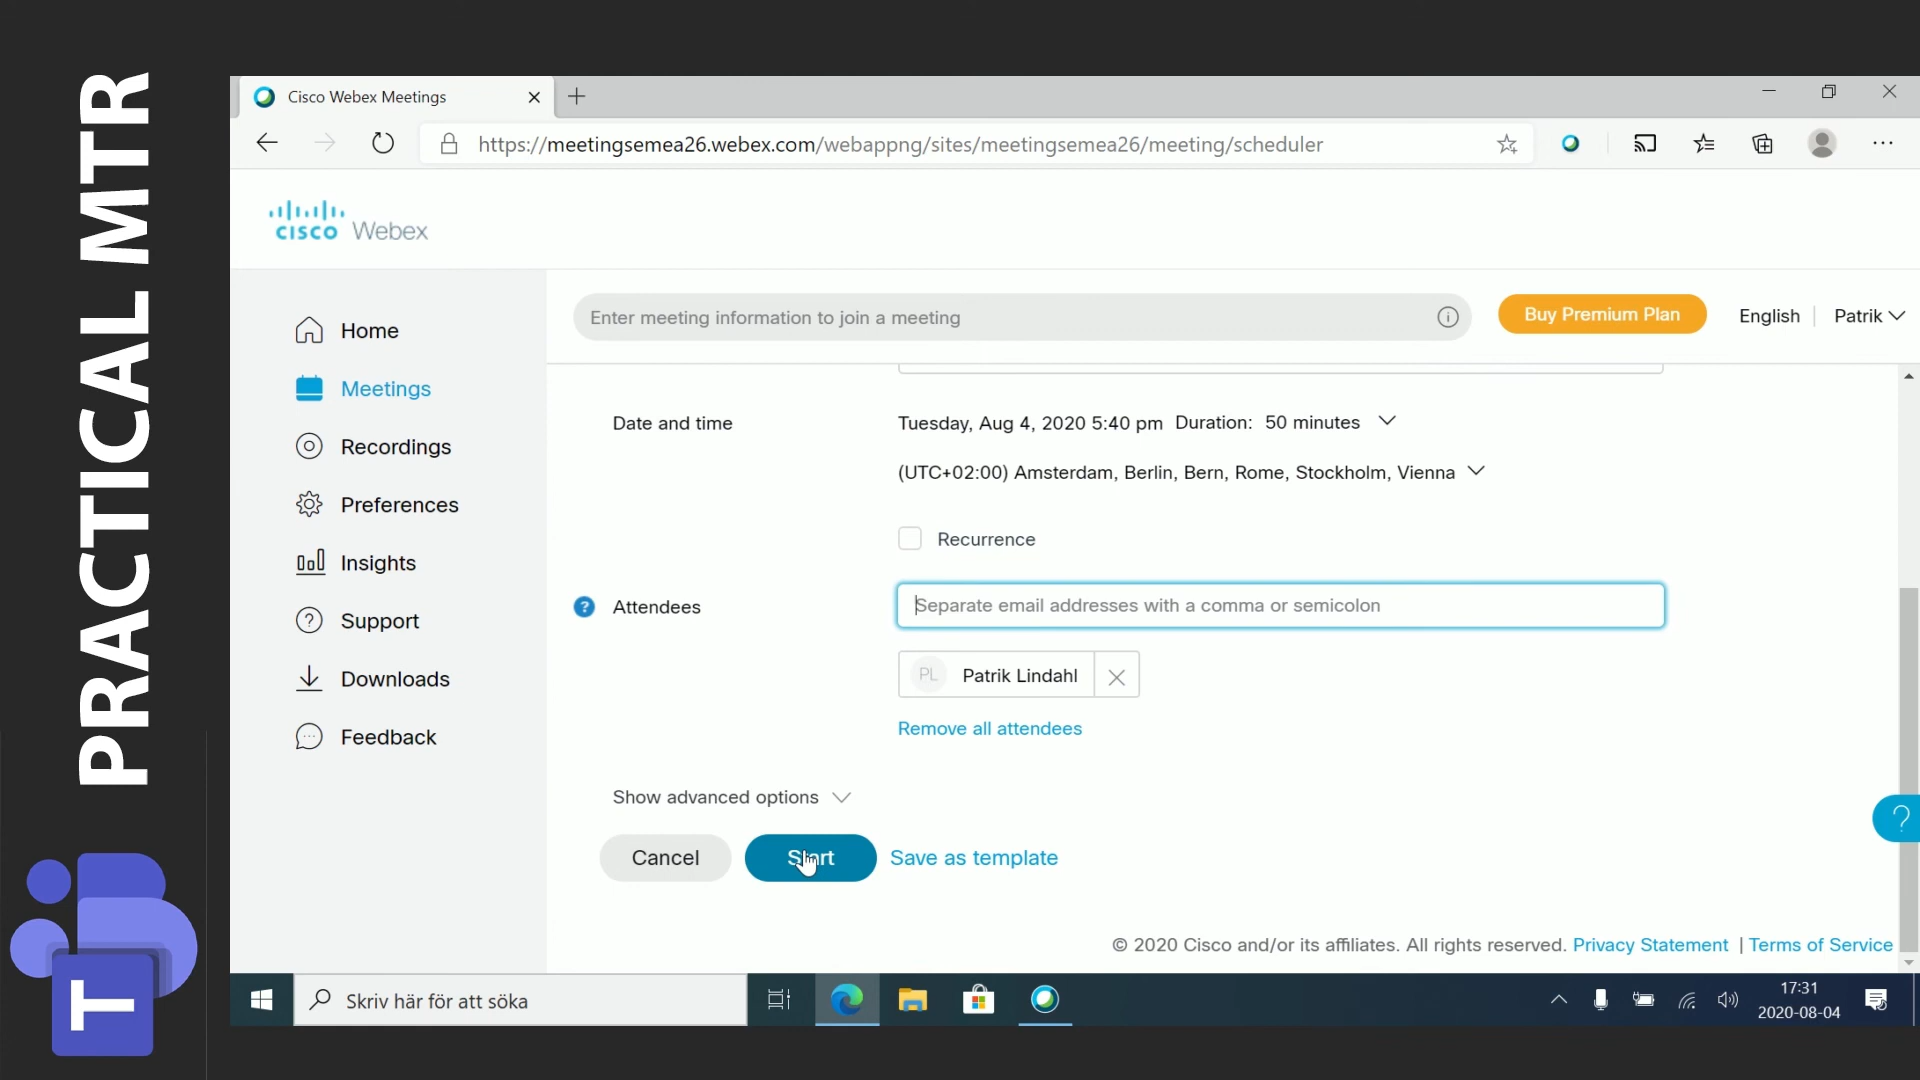 PRACTICAL MTR
T
Cisco Webex Meetings
https://meetingsemea26.webex.com/webappng/sites/meetingsemea26/meeting/scheduler
cisco Webex
Enter meeting information to join a meeting
Buy Premium Plan
English
Patrik
Home
Meetings
Recordings
Preferences
Insights
Support
Downloads
Feedback
Date and time
Tuesday, Aug 4, 2020 5:40 pm Duration: 50 minutes
(UTC+02:00) Amsterdam, Berlin, Bern, Rome, Stockholm, Vienna
Recurrence
? Attendees
Separate email addresses with a comma or semicolon
PL Patrik Lindahl
Remove all attendees
Show advanced options
Cancel
Start
Save as template
?
© 2020 Cisco and/or its affiliates. All rights reserved. Privacy Statement | Terms of Service
Skriv här för att söka
17:31
2020-08-04